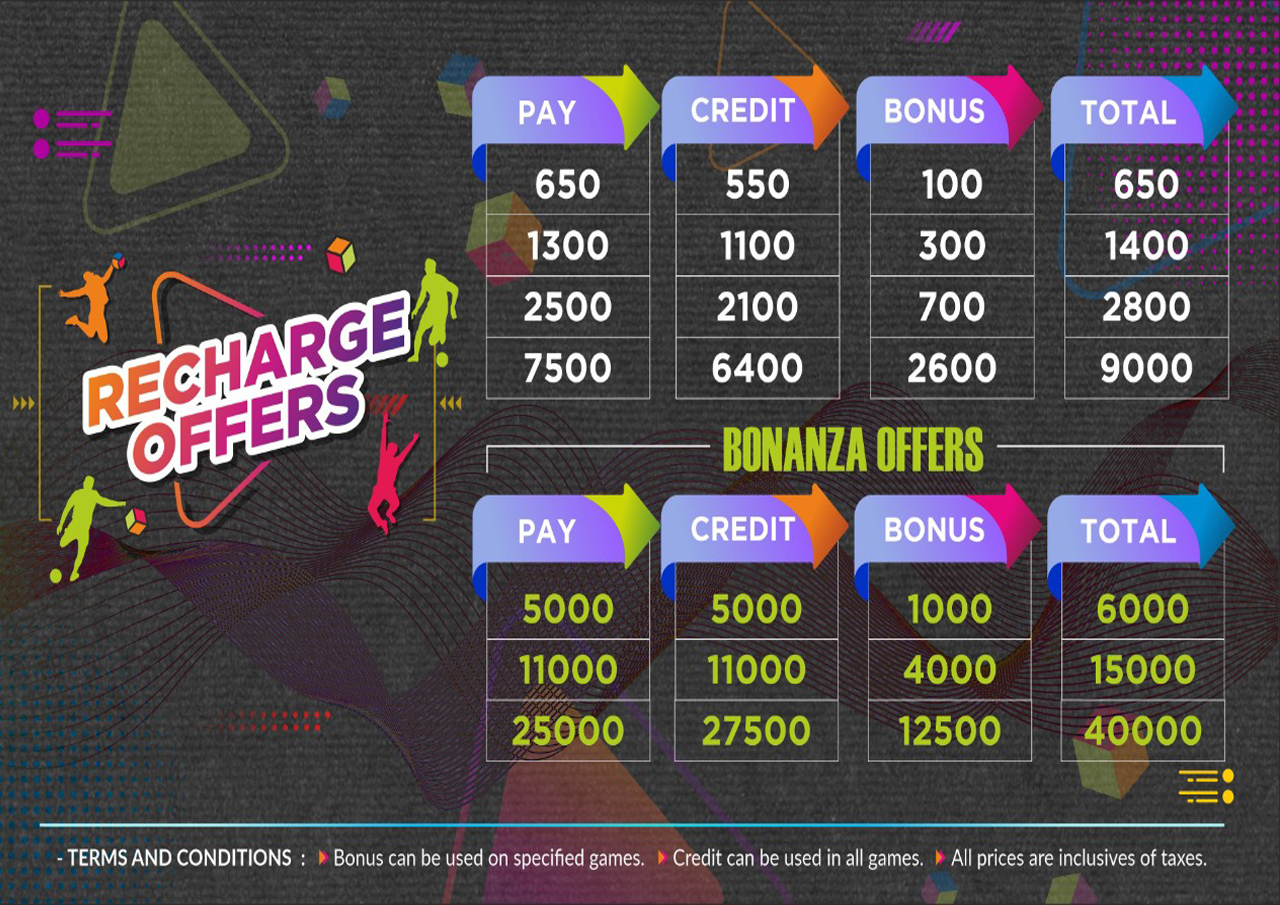 RECHARGE
OFFERS
PAY CREDIT BONUS TOTAL
650 550 100 650
1300 1100 300 1400
2500 2100 700 2800
7500 6400 2600 9000
BONANZA OFFERS
PAY CREDIT BONUS TOTAL
5000 5000 1000 6000
11000 11000 4000 15000
25000 27500 12500 40000
- TERMS AND CONDITIONS : Bonus can be used on specified games. Credit can be used in all games. All prices are inclusives of taxes.